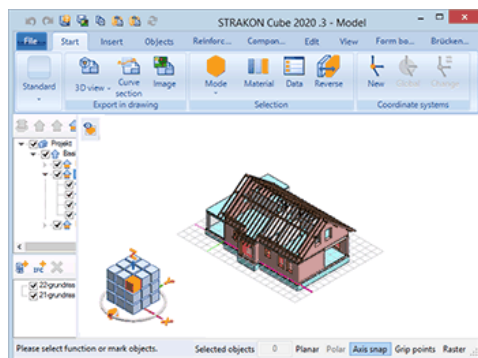 STRAKON Cube 2020 .3 - Model
File Start Insert Objects Reinforc... Compon... Edit View Form bo... Brücken...
Standard 3D view Curve section Image Mode Material Data Reverse New Global Change
Export in drawing Selection Coordinate systems
Projekt
IFC
22-grundriss
21-grundriss
Please select function or mark objects. Selected objects 0 Planar Polar Axis snap Grip points Raster